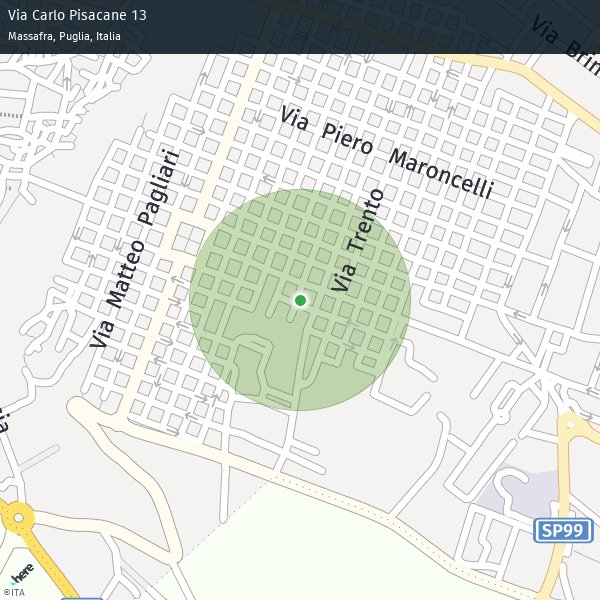 Via Carlo Pisacane 13
Massafra, Puglia, Italia
Via Brin
Via Piero Maroncelli
Via Matteo Pagliari
Via Trento
SP99
here
©ITA